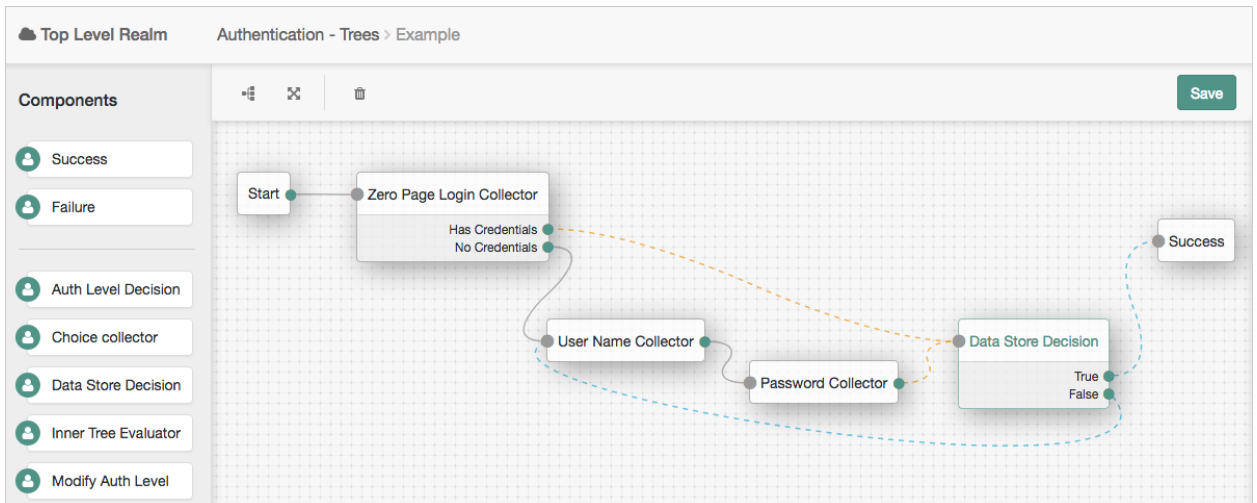 Top Level Realm
Authentication - Trees > Example
Components
Save
Success
Failure
Auth Level Decision
Choice collector
Data Store Decision
Inner Tree Evaluator
Modify Auth Level
Start
Zero Page Login Collector
Has Credentials
No Credentials
User Name Collector
Password Collector
Data Store Decision
True
False
Success